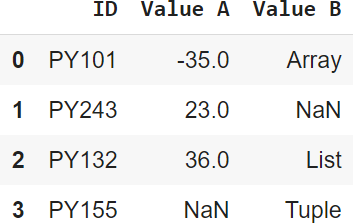 ID Value A Value B
0 PY101 -35.0 Array
1 PY243 23.0 NaN
2 PY132 36.0 List
3 PY155 NaN Tuple